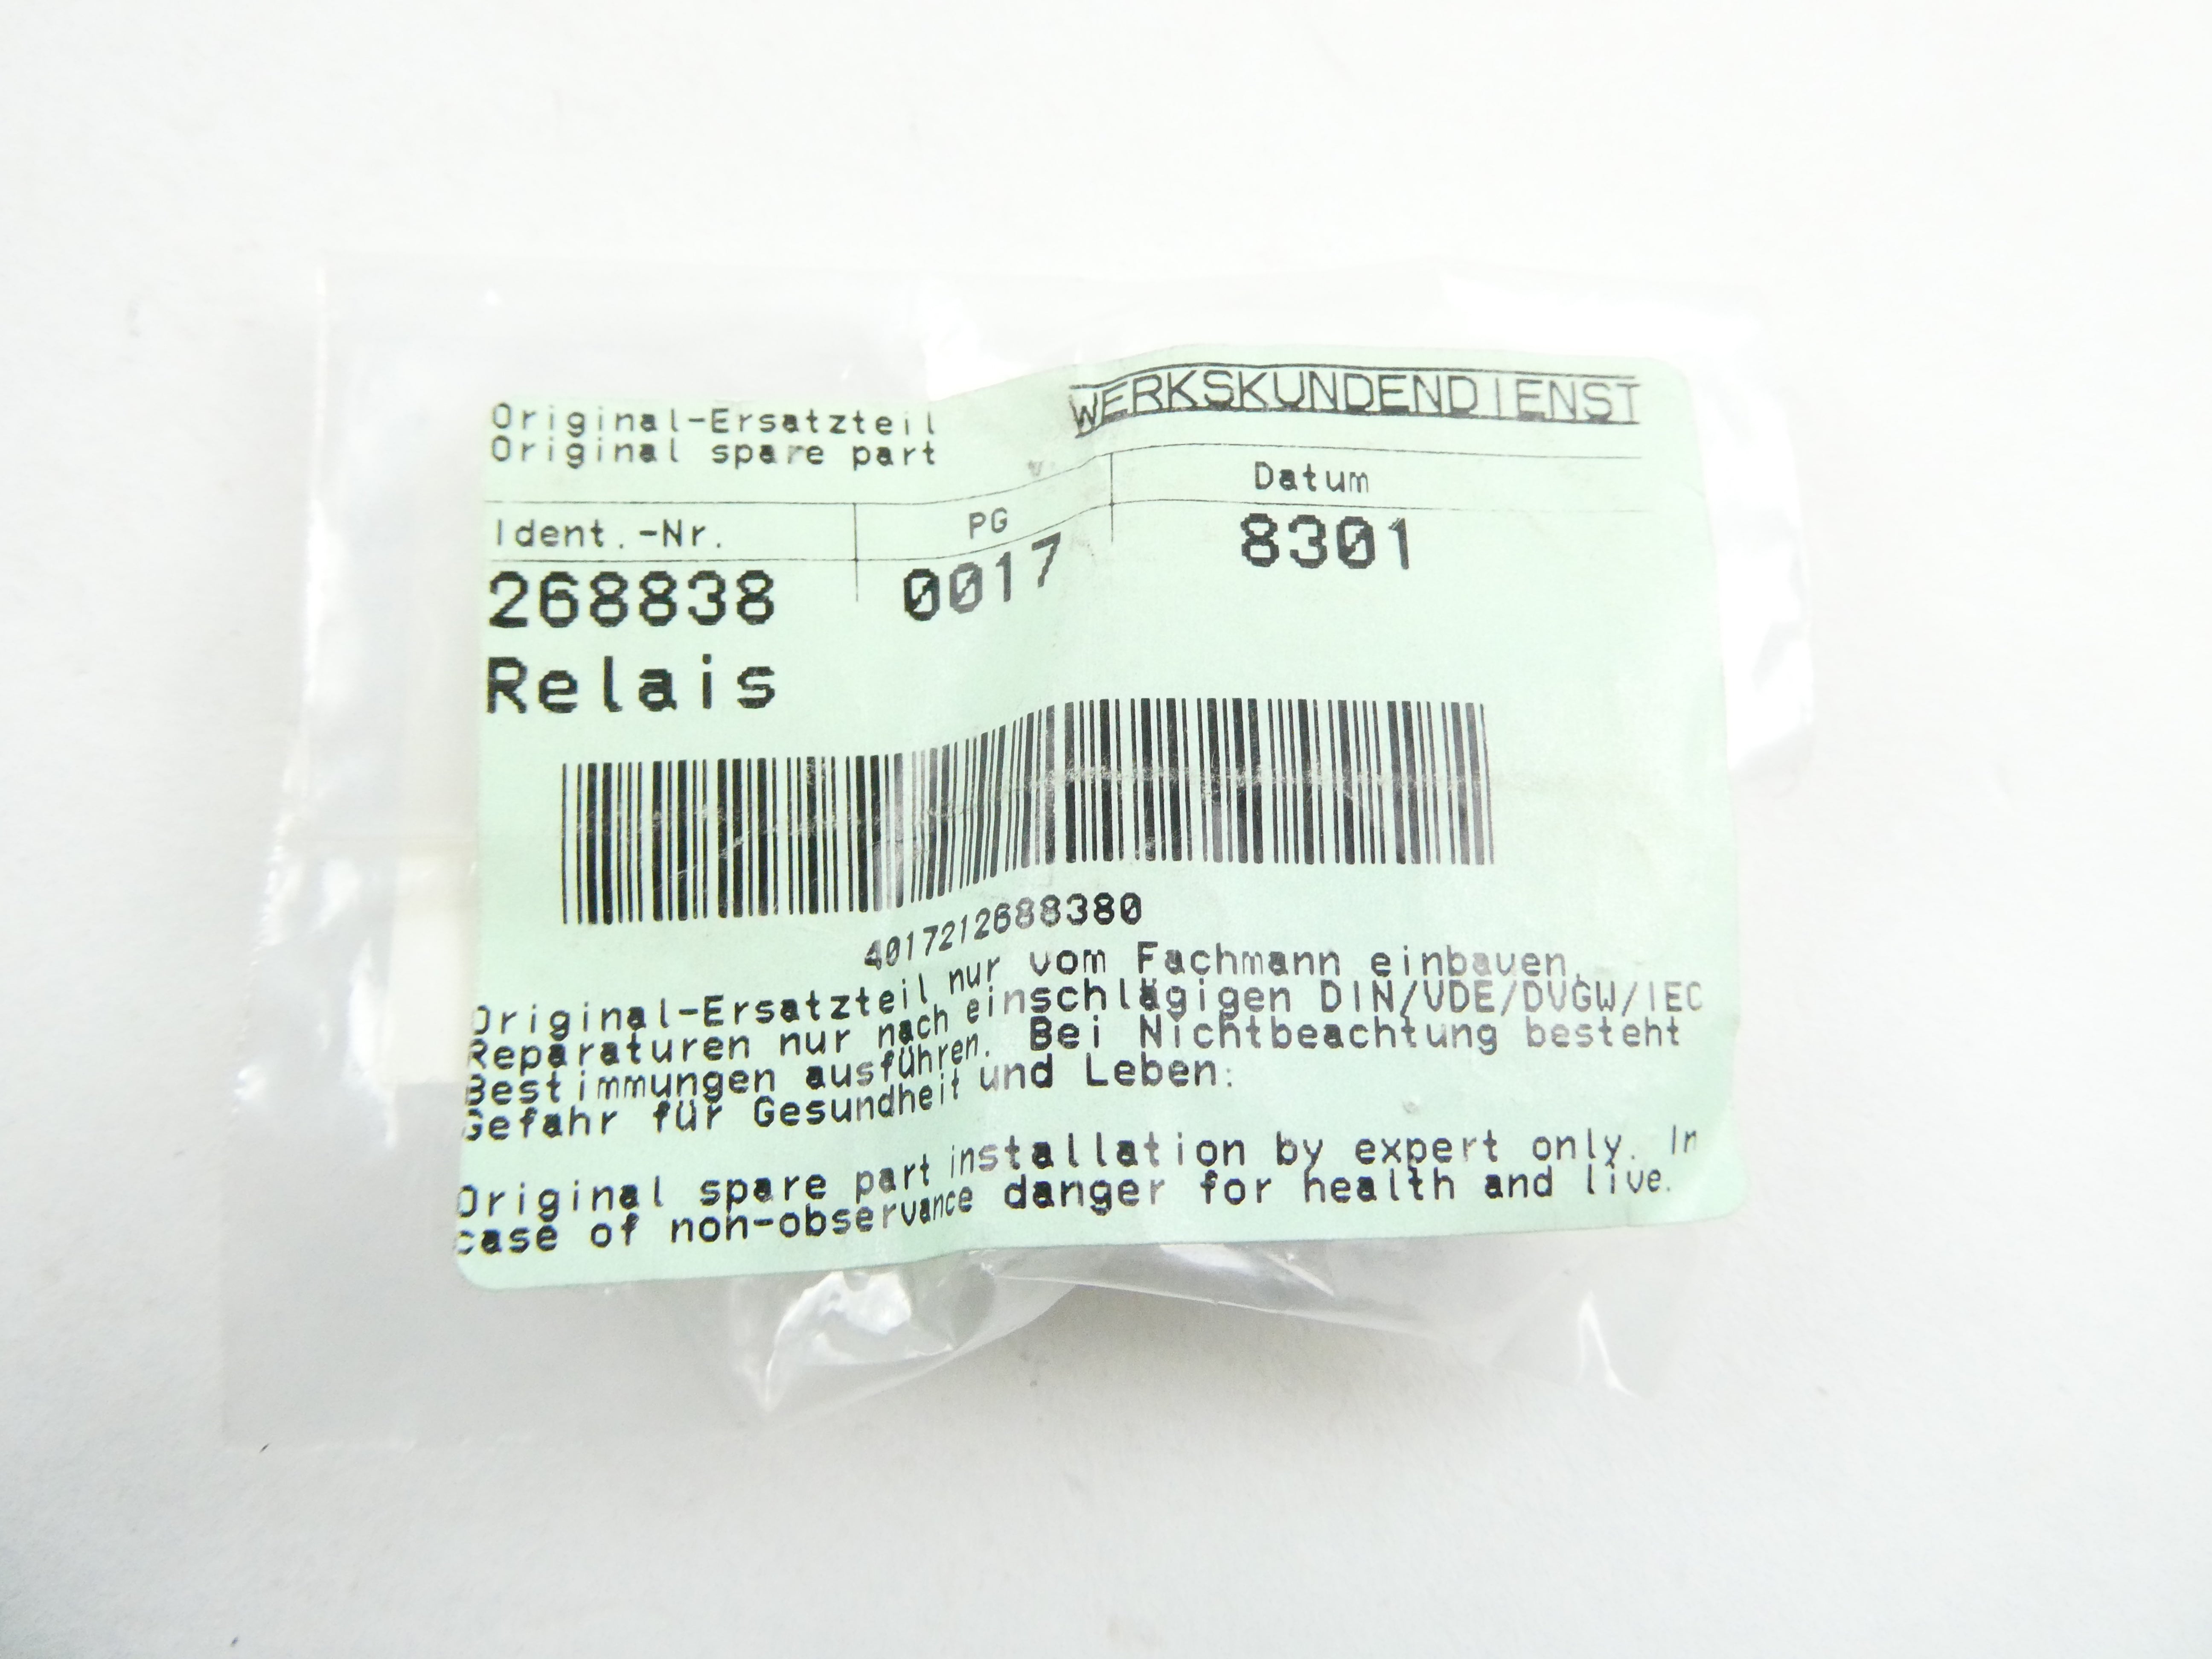 Original-Ersatzteil
Original spare part
WERKSKUNDENDIENST
Ident.-Nr. PG Datum
268838 0017 8301
Relais
4017212688380
Original-Ersatzteil nur vom Fachmann einbauen.
Reparaturen nur nach einschlägigen DIN/VDE/DVGW/IEC
Bestimmungen ausführen. Bei Nichtbeachtung besteht
Gefahr für Gesundheit und Leben:
Original spare part installation by expert only. In
case of non-observance danger for health and live.